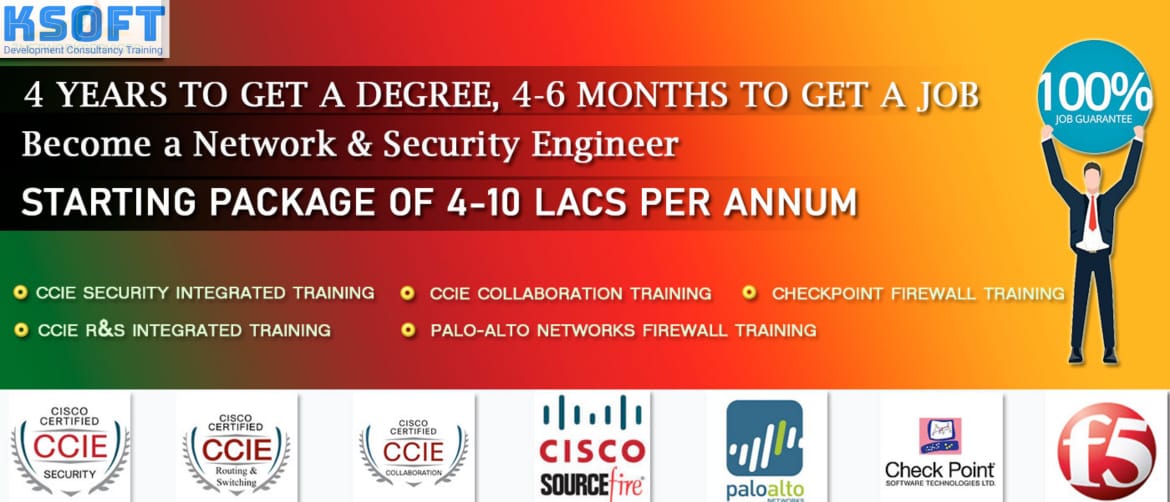 KSOFT
Development Consultancy Training
4 YEARS TO GET A DEGREE, 4-6 MONTHS TO GET A JOB
100%
JOB GUARANTEE
Become a Network & Security Engineer
STARTING PACKAGE OF 4-10 LACS PER ANNUM
CCIE SECURITY INTEGRATED TRAINING
CCIE COLLABORATION TRAINING
CHECKPOINT FIREWALL TRAINING
CCIE R&S INTEGRATED TRAINING
PALO-ALTO NETWORKS FIREWALL TRAINING
CISCO
CERTIFIED
CCIE
SECURITY
CISCO
CERTIFIED
CCIE
Routing &
Switching
CISCO
CERTIFIED
CCIE
COLLABORATION
CISCO
SOURCEfire
paloalto
NETWORKS
Check Point
SOFTWARE TECHNOLOGIES LTD.
f5